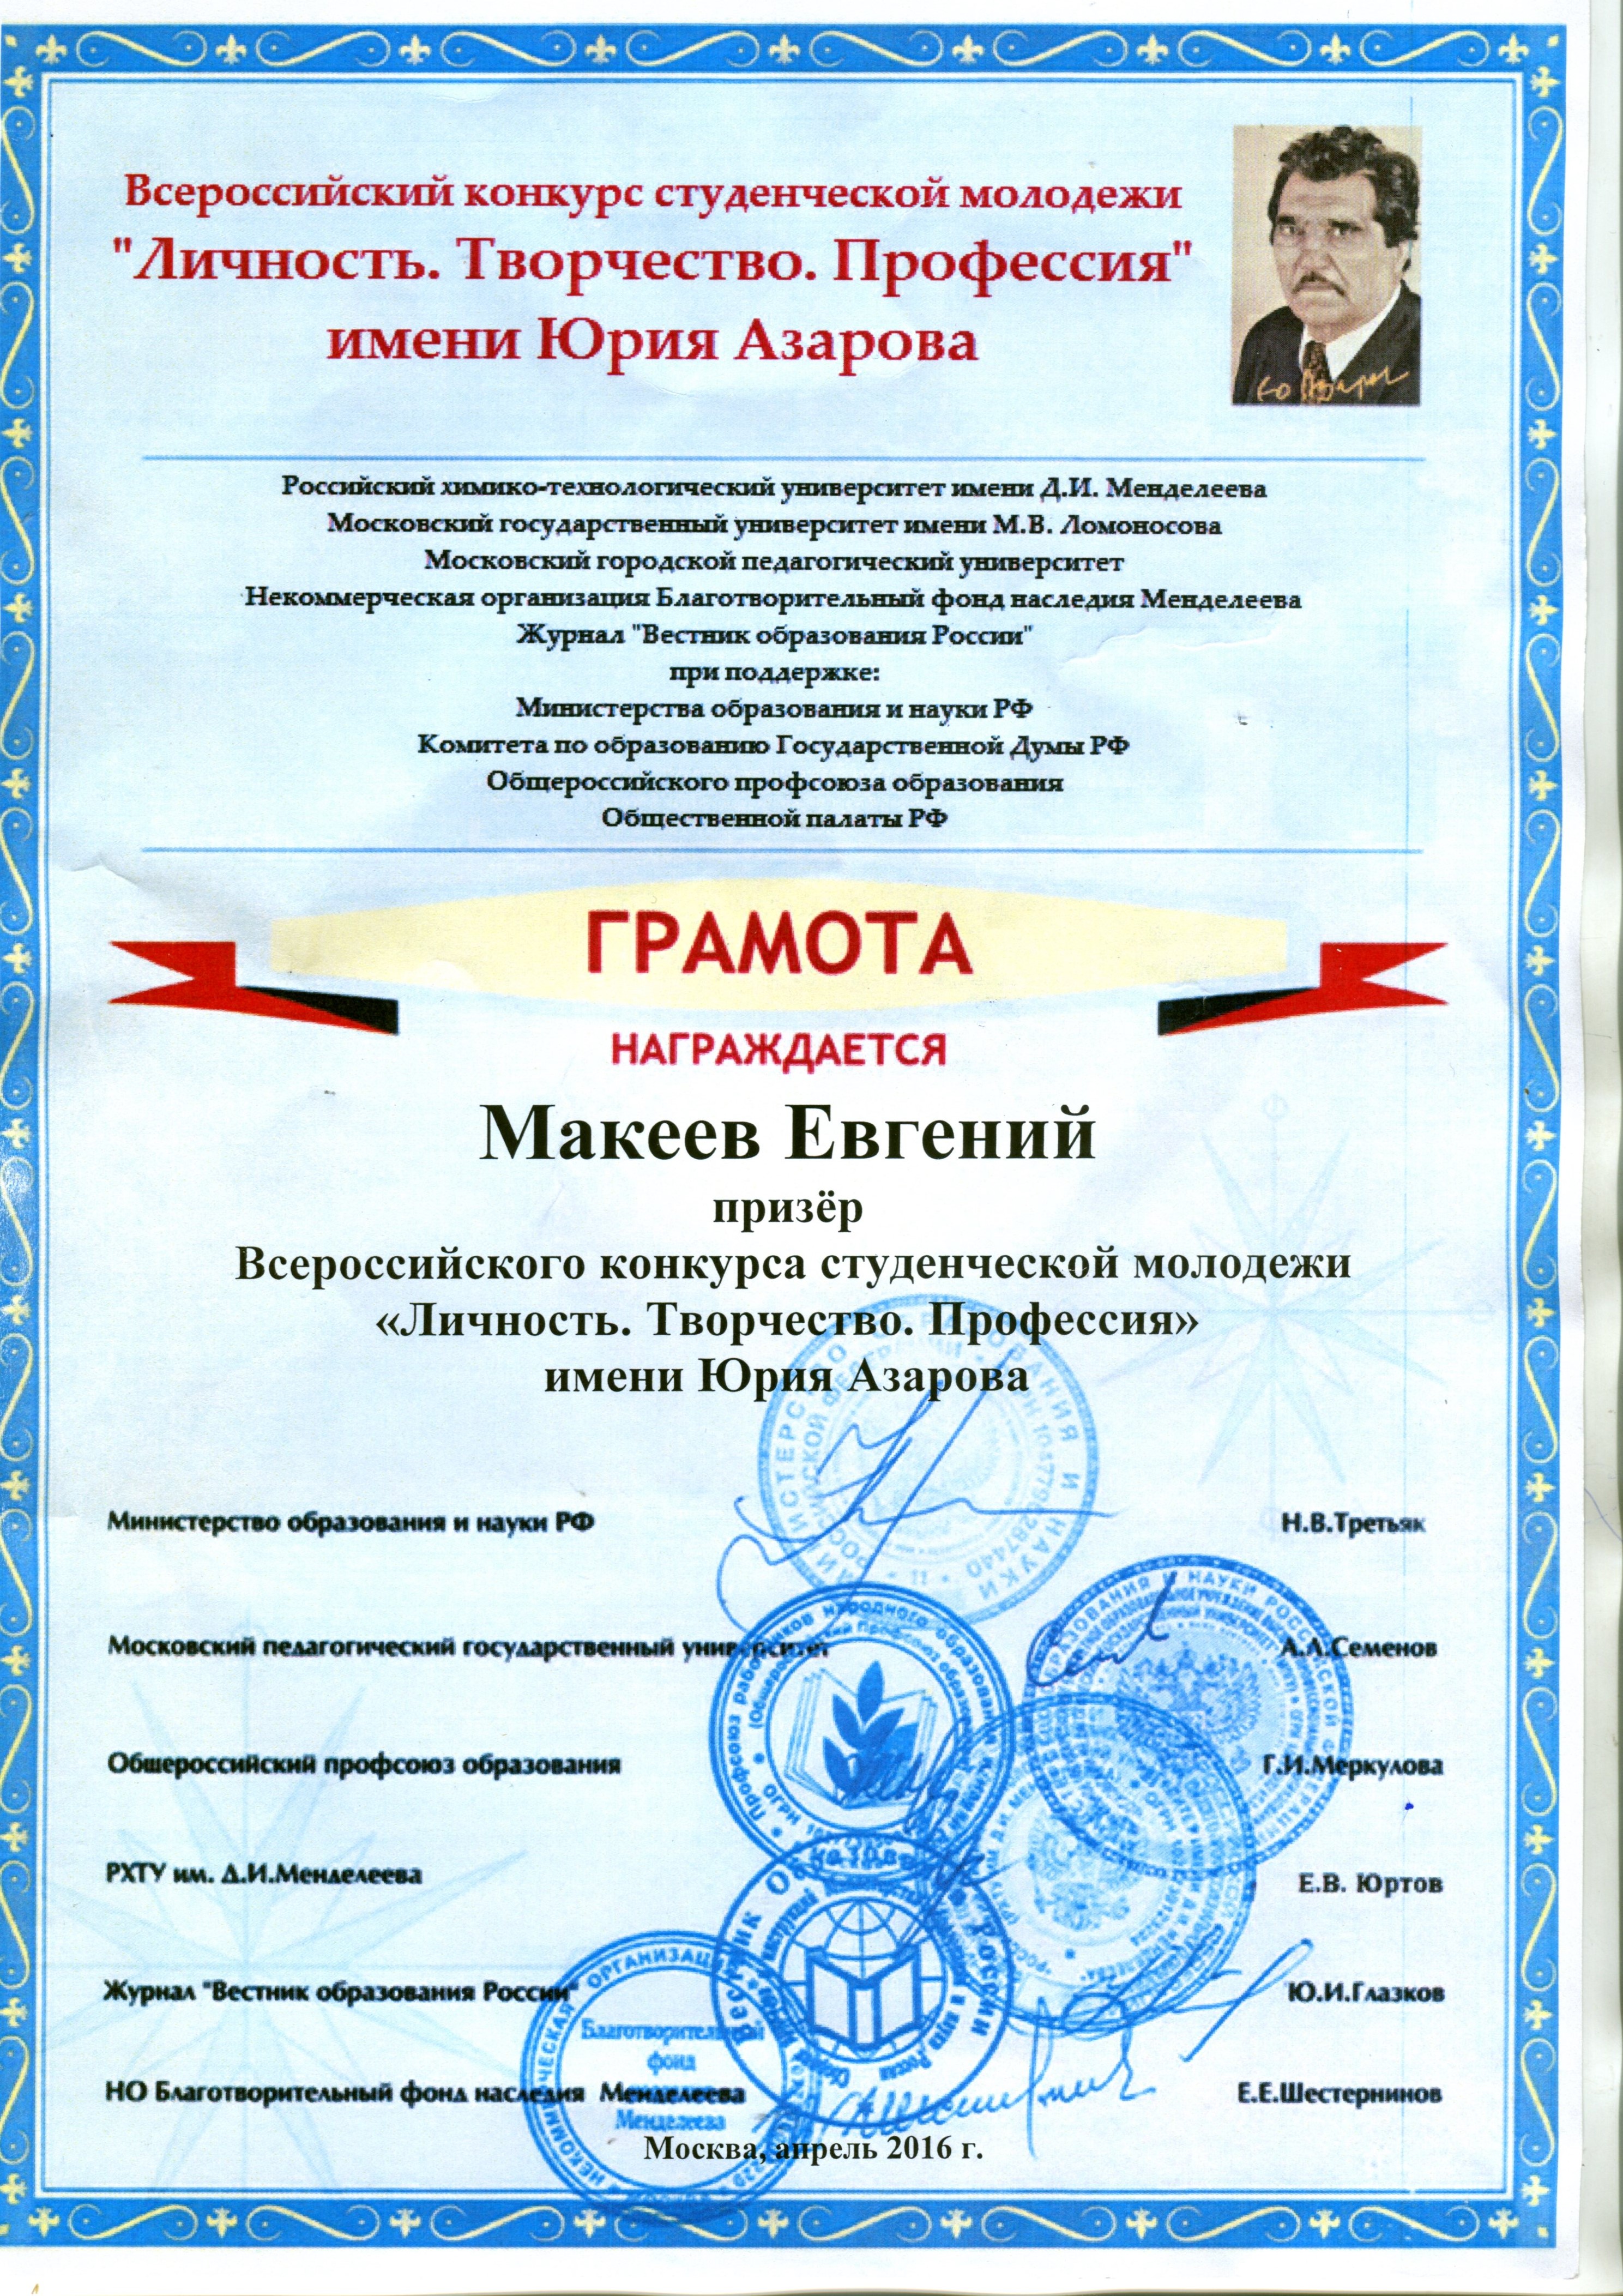 Всероссийский конкурс студенческой молодежи
"Личность. Творчество. Профессия"
имени Юрия Азарова
Ю Азаров
Российский химико-технологический университет имени Д.И. Менделеева
Московский государственный университет имени М.В. Ломоносова
Московский городской педагогический университет
Некоммерческая организация Благотворительный фонд наследия Менделеева
Журнал "Вестник образования России"
при поддержке:
Министерства образования и науки РФ
Комитета по образованию Государственной Думы РФ
Общероссийского профсоюза образования
Общественной палаты РФ
ГРАМОТА
НАГРАЖДАЕТСЯ
Макеев Евгений
призёр
Всероссийского конкурса студенческой молодежи
«Личность. Творчество. Профессия»
имени Юрия Азарова
Министерство образования и науки РФ Н.В.Третьяк
Московский педагогический государственный университет А.Л.Семенов
Обшероссийский профсоюз образования Г.И.Меркулова
РХТУ им. Д.И.Менделеева Е.В. Юртов
Журнал "Вестник образования России" Ю.И.Глазков
НО Благотворительный фонд наследия Менделеева Е.Е.Шестернинов
Благотворительный
фонд
Менделеева
Москва, апрель 2016 г.